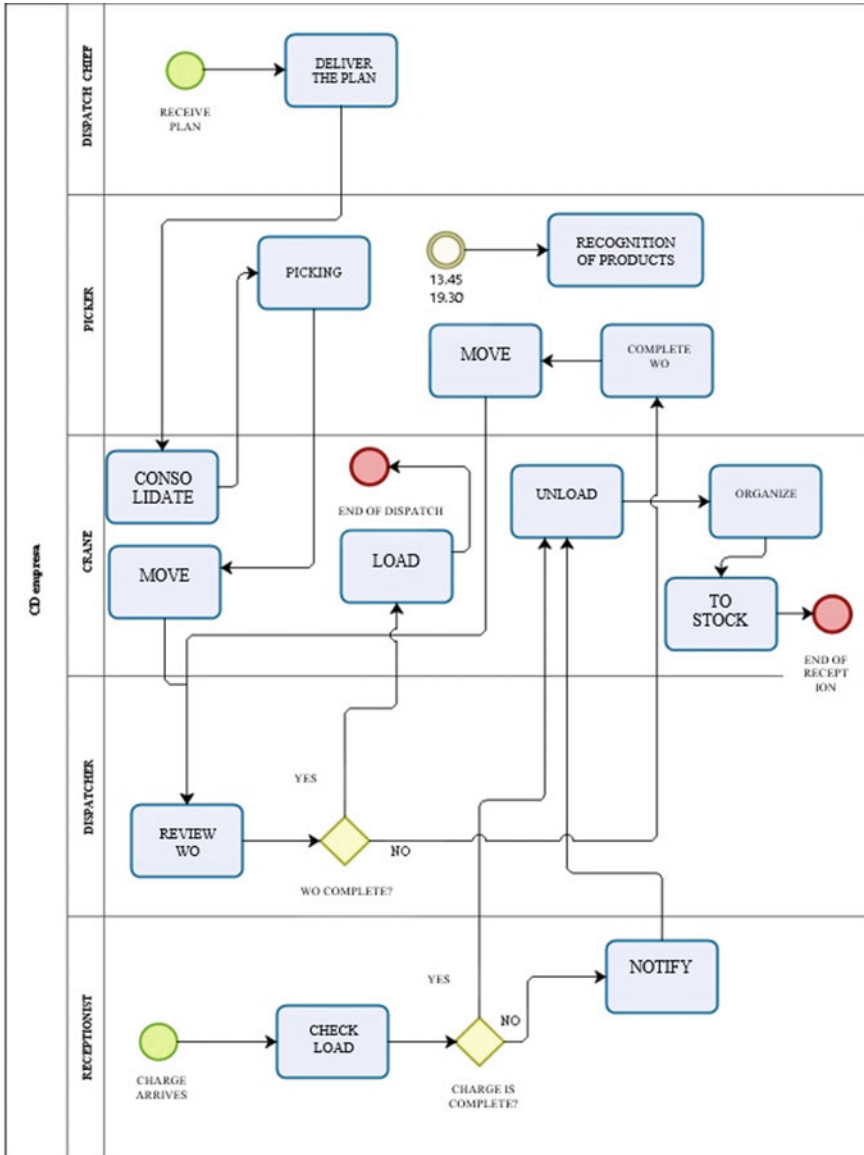 CD empresa
DISPATCH CHIEF
RECEIVE
PLAN
DELIVER
THE PLAN
PICKER
PICKING
13.45
19.30
RECOGNITION
OF PRODUCTS
MOVE
COMPLETE
WO
CRANE
CONSO
LIDATE
MOVE
END OF DISPATCH
LOAD
UNLOAD
ORGANIZE
TO
STOCK
END OF
RECEPT
ION
DISPATCHER
REVIEW
WO
YES
NO
WO COMPLETE?
RECEPTIONIST
CHARGE
ARRIVES
CHECK
LOAD
YES
NO
CHARGE IS
COMPLETE?
NOTIFY